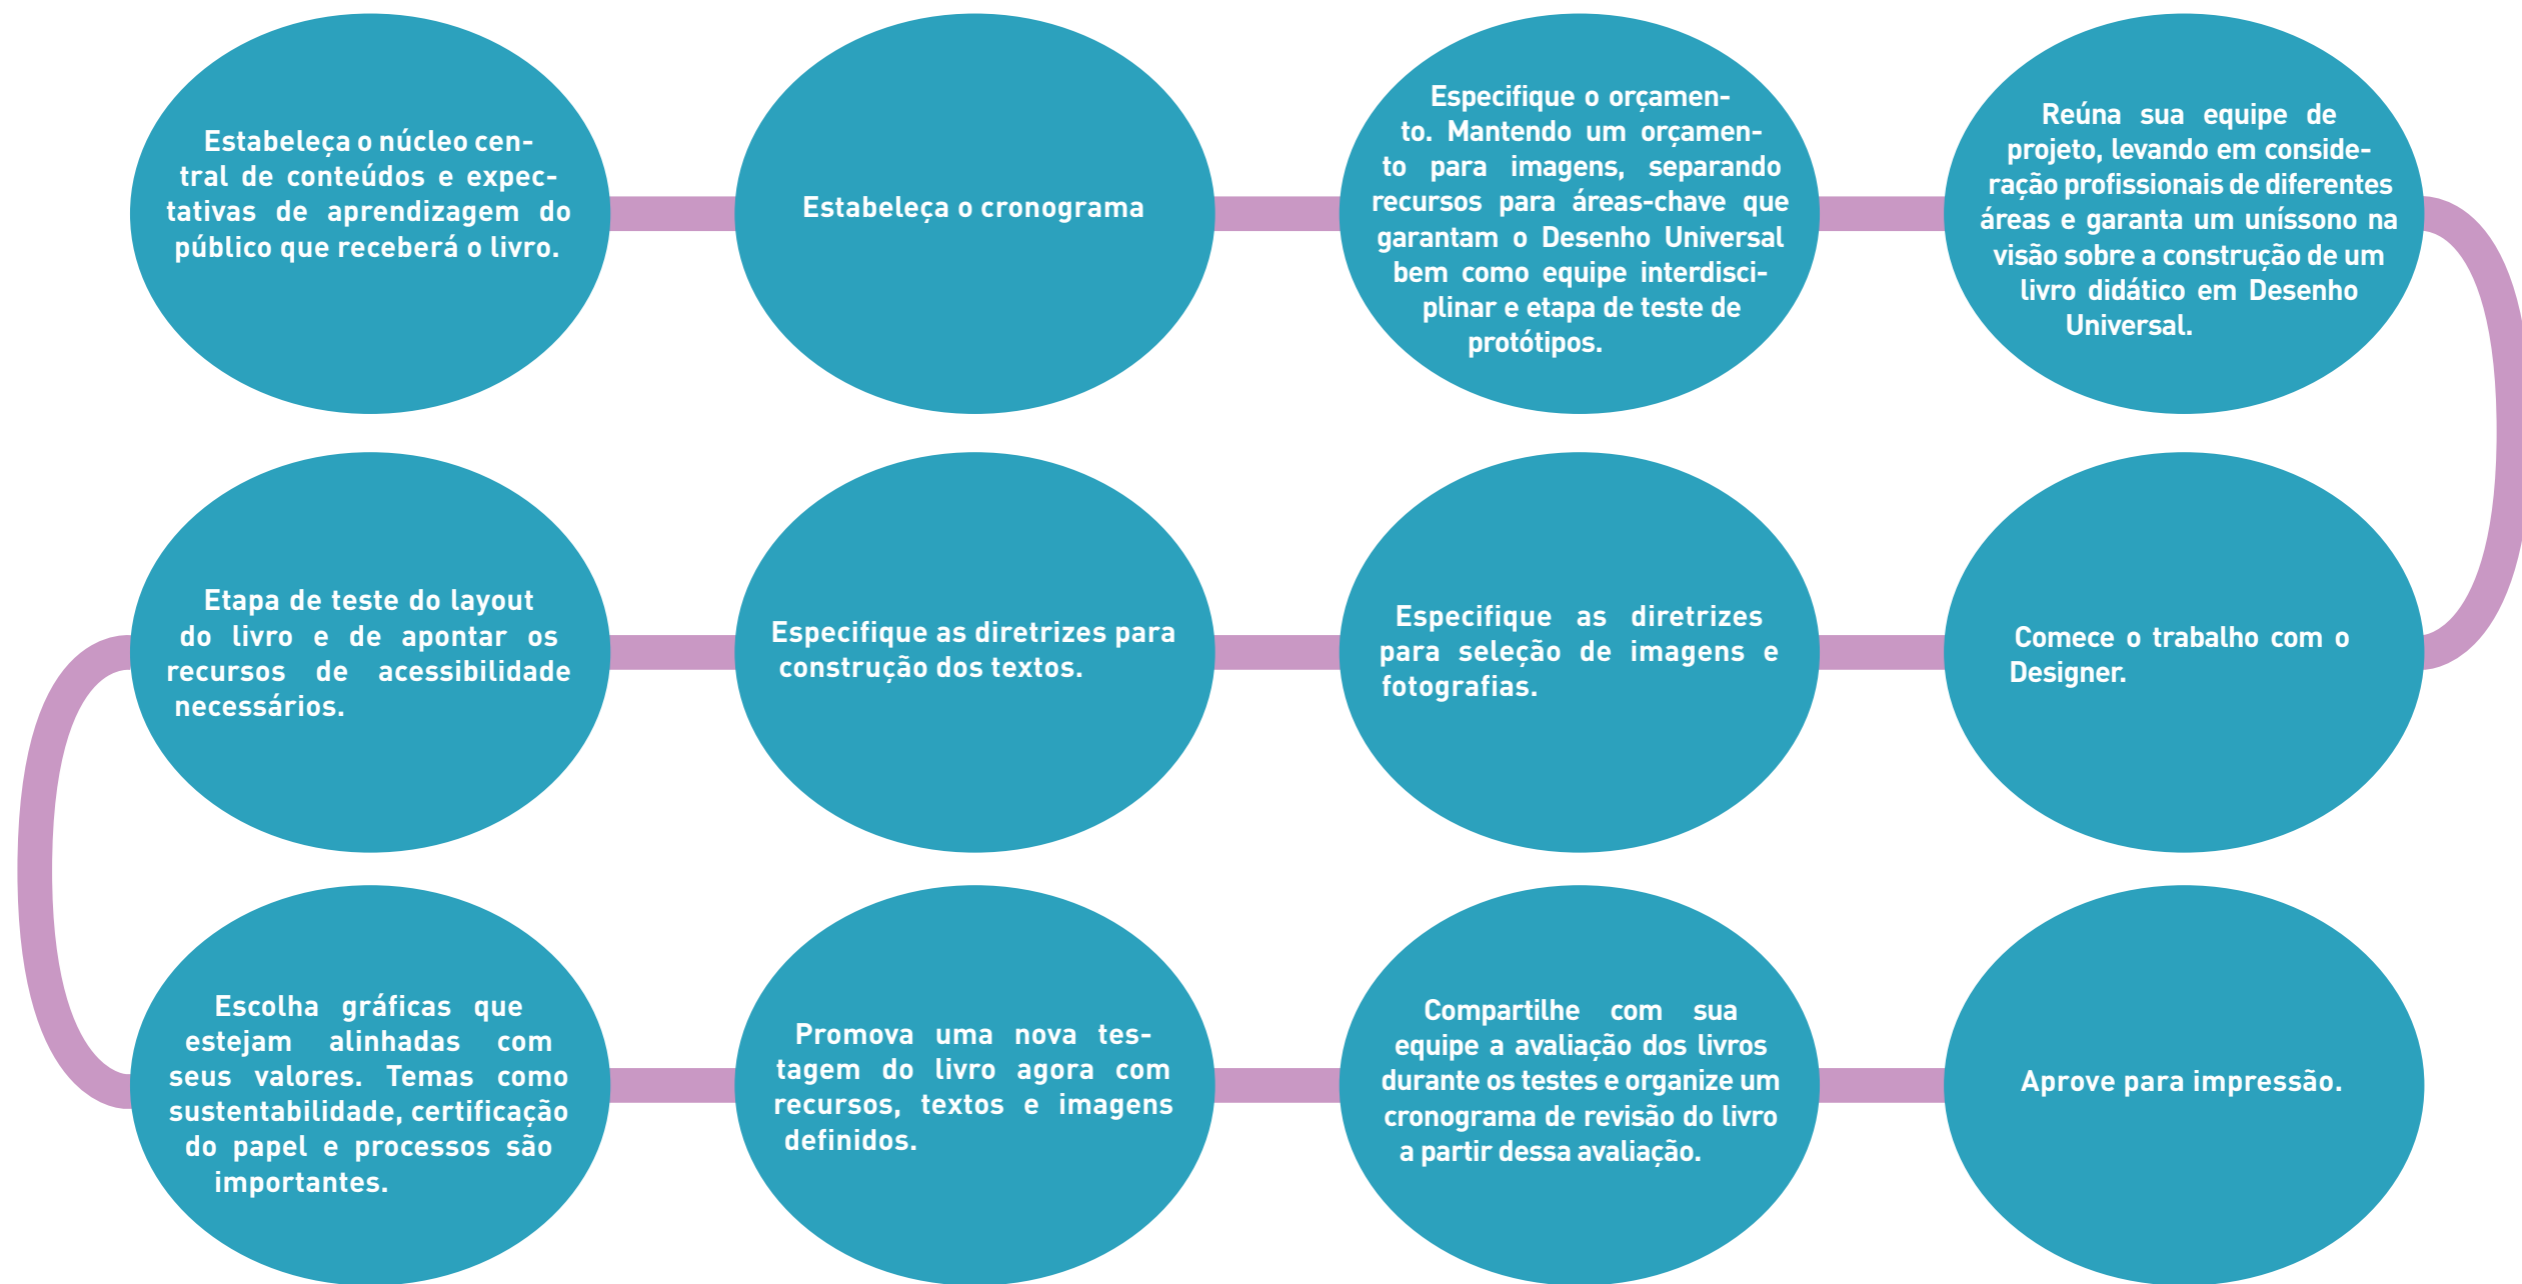 Estabeleça o núcleo cen-
tral de conteúdos e expec-
tativas de aprendizagem do
público que receberá o livro.
Estabeleça o cronograma
Especifique o orçamen-
to. Mantendo um orçamen-
to para imagens, separando
recursos para áreas-chave que
garantam o Desenho Universal
bem como equipe interdisci-
plinar e etapa de teste de
protótipos.
Reúna sua equipe de
projeto, levando em conside-
ração profissionais de diferentes
áreas e garanta um uníssono na
visão sobre a construção de um
livro didático em Desenho
Universal.
Comece o trabalho com o
Designer.
Especifique as diretrizes
para seleção de imagens e
fotografias.
Especifique as diretrizes para
construção dos textos.
Etapa de teste do layout
do livro e de apontar os
recursos de acessibilidade
necessários.
Escolha gráficas que
estejam alinhadas com
seus valores. Temas como
sustentabilidade, certificação
do papel e processos são
importantes.
Promova uma nova tes-
tagem do livro agora com
recursos, textos e imagens
definidos.
Compartilhe com sua
equipe a avaliação dos livros
durante os testes e organize um
cronograma de revisão do livro
a partir dessa avaliação.
Aprove para impressão.